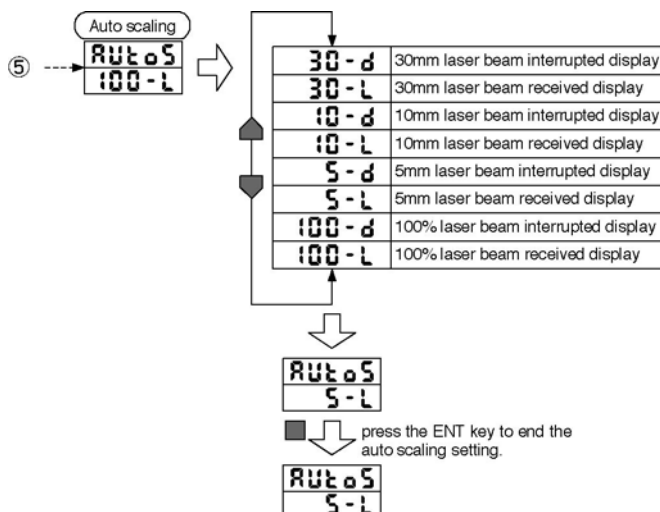 Auto scaling
AUtoS
⑤
100-L
30-d 30mm laser beam interrupted display
30-L 30mm laser beam received display
10-d 10mm laser beam interrupted display
10-L 10mm laser beam received display
5-d 5mm laser beam interrupted display
5-L 5mm laser beam received display
100-d 100% laser beam interrupted display
100-L 100% laser beam received display
AUtoS
5-L
press the ENT key to end the
auto scaling setting.
AUtoS
5-L